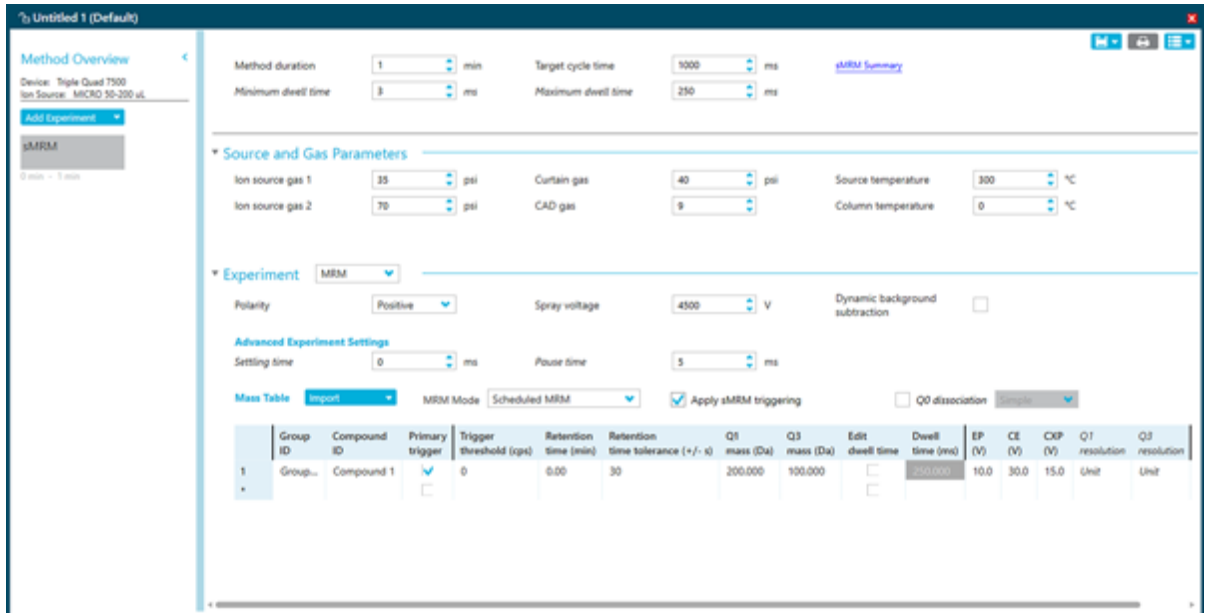 Untitled 1 (Default)
Method Overview
Device: Triple Quad 7500
Ion Source: MICRO 50-200 uL
Add Experiment
sMRM
0 min - 1 min
Method duration 1 min Target cycle time 1000 ms sMRM Summary
Minimum dwell time 3 ms Maximum dwell time 250 ms
Source and Gas Parameters
Ion source gas 1 35 psi Curtain gas 40 psi Source temperature 300 °C
Ion source gas 2 70 psi CAD gas 9 Column temperature 0 °C
Experiment MRM
Polarity Positive Spray voltage 4500 V Dynamic background
subtraction
Advanced Experiment Settings
Settling time 0 ms Pause time 5 ms
Mass Table Import MRM Mode Scheduled MRM Apply sMRM triggering Q0 dissociation Simple
Group Compound Primary Trigger Retention Retention Q1 Q3 Edit Dwell EP CE CXP Q1 Q3
ID ID trigger threshold (cps) time (min) time tolerance (+/- s) mass (Da) mass (Da) dwell time time (ms) (V) (V) (V) resolution resolution
1 Group... Compound 1 0 0.00 30 200.000 100.000 250.000 10.0 30.0 15.0 Unit Unit
*